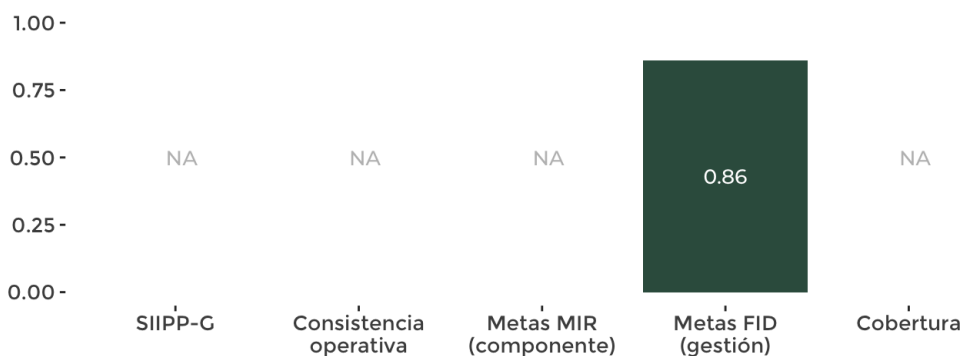 1.00
0.75
0.50
0.25
0.00
NA
NA
NA
0.86
NA
SIIPP-G
Consistencia
operativa
Metas MIR
(componente)
Metas FID
(gestión)
Cobertura